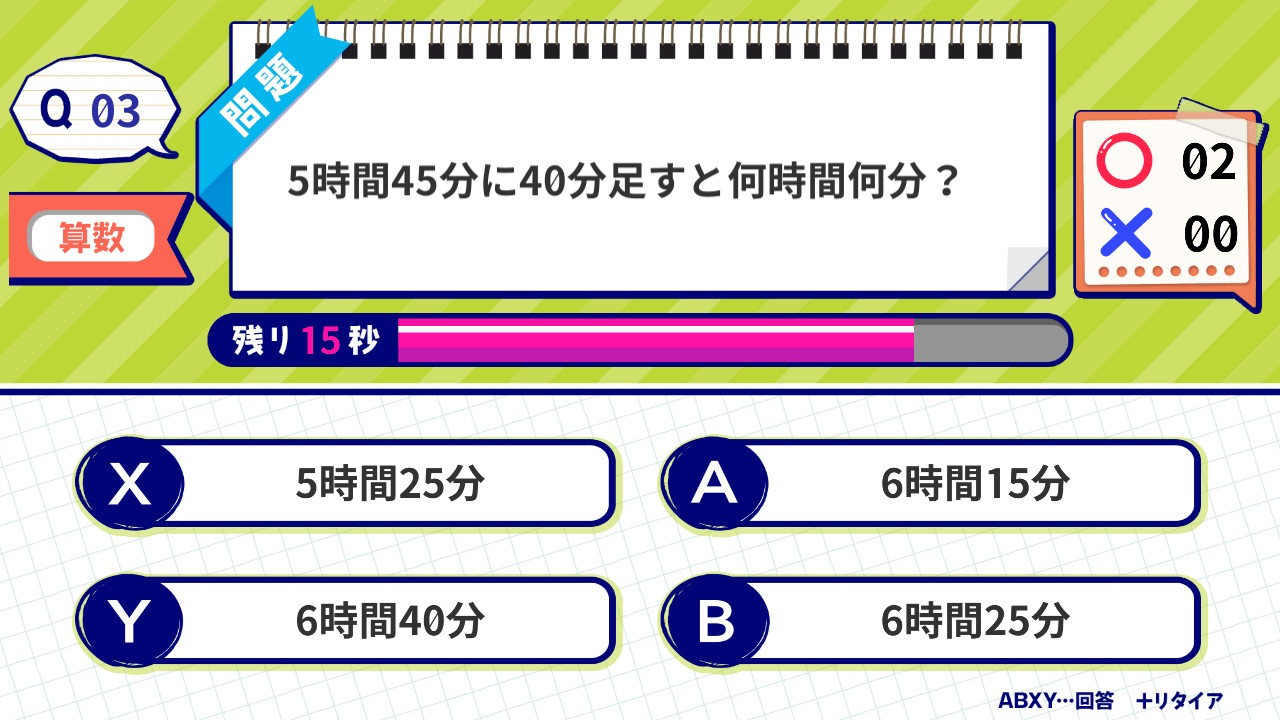 Q 03
問題
算数
5時間45分に40分足すと何時間何分？
02
00
残り15秒
X 5時間25分
A 6時間15分
Y 6時間40分
B 6時間25分
ABXY…回答 ＋リタイア